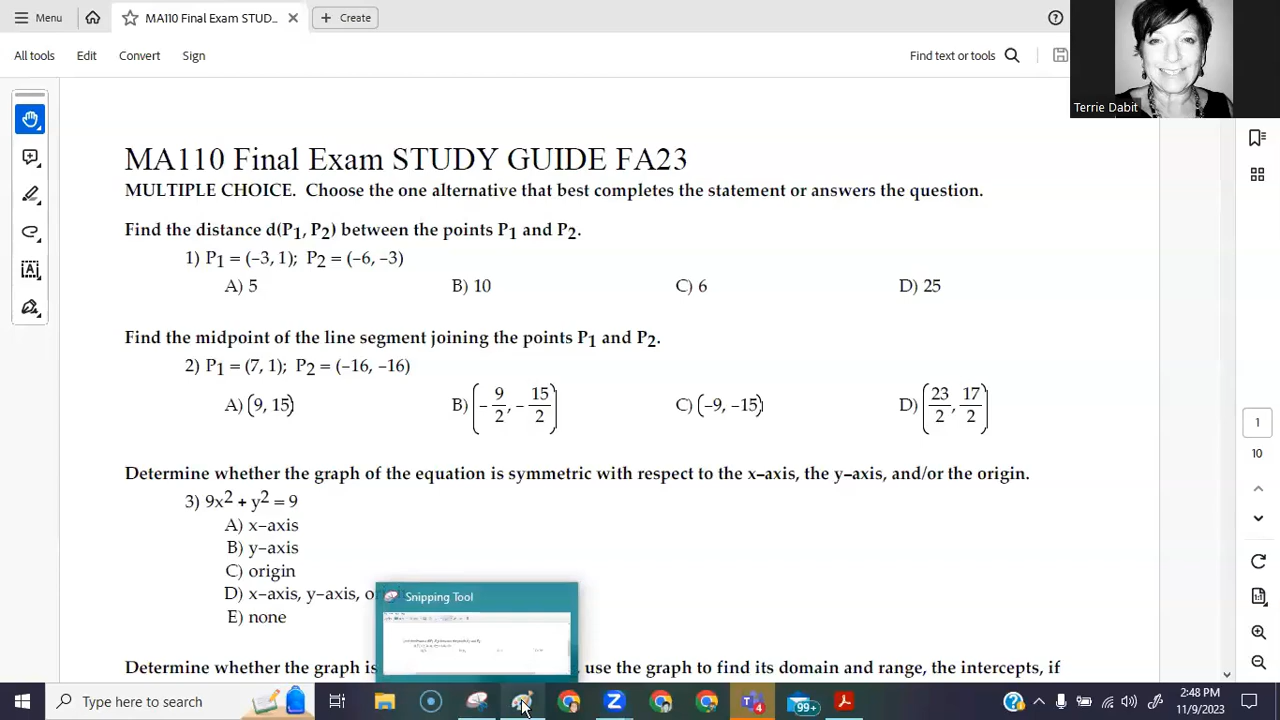 Menu
MA110 Final Exam STUD...
Create
All tools
Edit
Convert
Sign
Find text or tools
Terrie Dabit
MA110 Final Exam STUDY GUIDE FA23
MULTIPLE CHOICE. Choose the one alternative that best completes the statement or answers the question.
Find the distance d(P1, P2) between the points P1 and P2.
1) P1 = (-3, 1); P2 = (-6, -3)
A) 5 B) 10 C) 6 D) 25
Find the midpoint of the line segment joining the points P1 and P2.
2) P1 = (7, 1); P2 = (-16, -16)
A) (9, 15) B) (-9/2, -15/2) C) (-9, -15) D) (23/2, 17/2)
Determine whether the graph of the equation is symmetric with respect to the x-axis, the y-axis, and/or the origin.
3) 9x² + y² = 9
A) x-axis
B) y-axis
C) origin
D) x-axis, y-axis, o
E) none
Snipping Tool
Determine whether the graph is use the graph to find its domain and range, the intercepts, if
1
10
Type here to search
99+
4
2:48 PM
11/9/2023